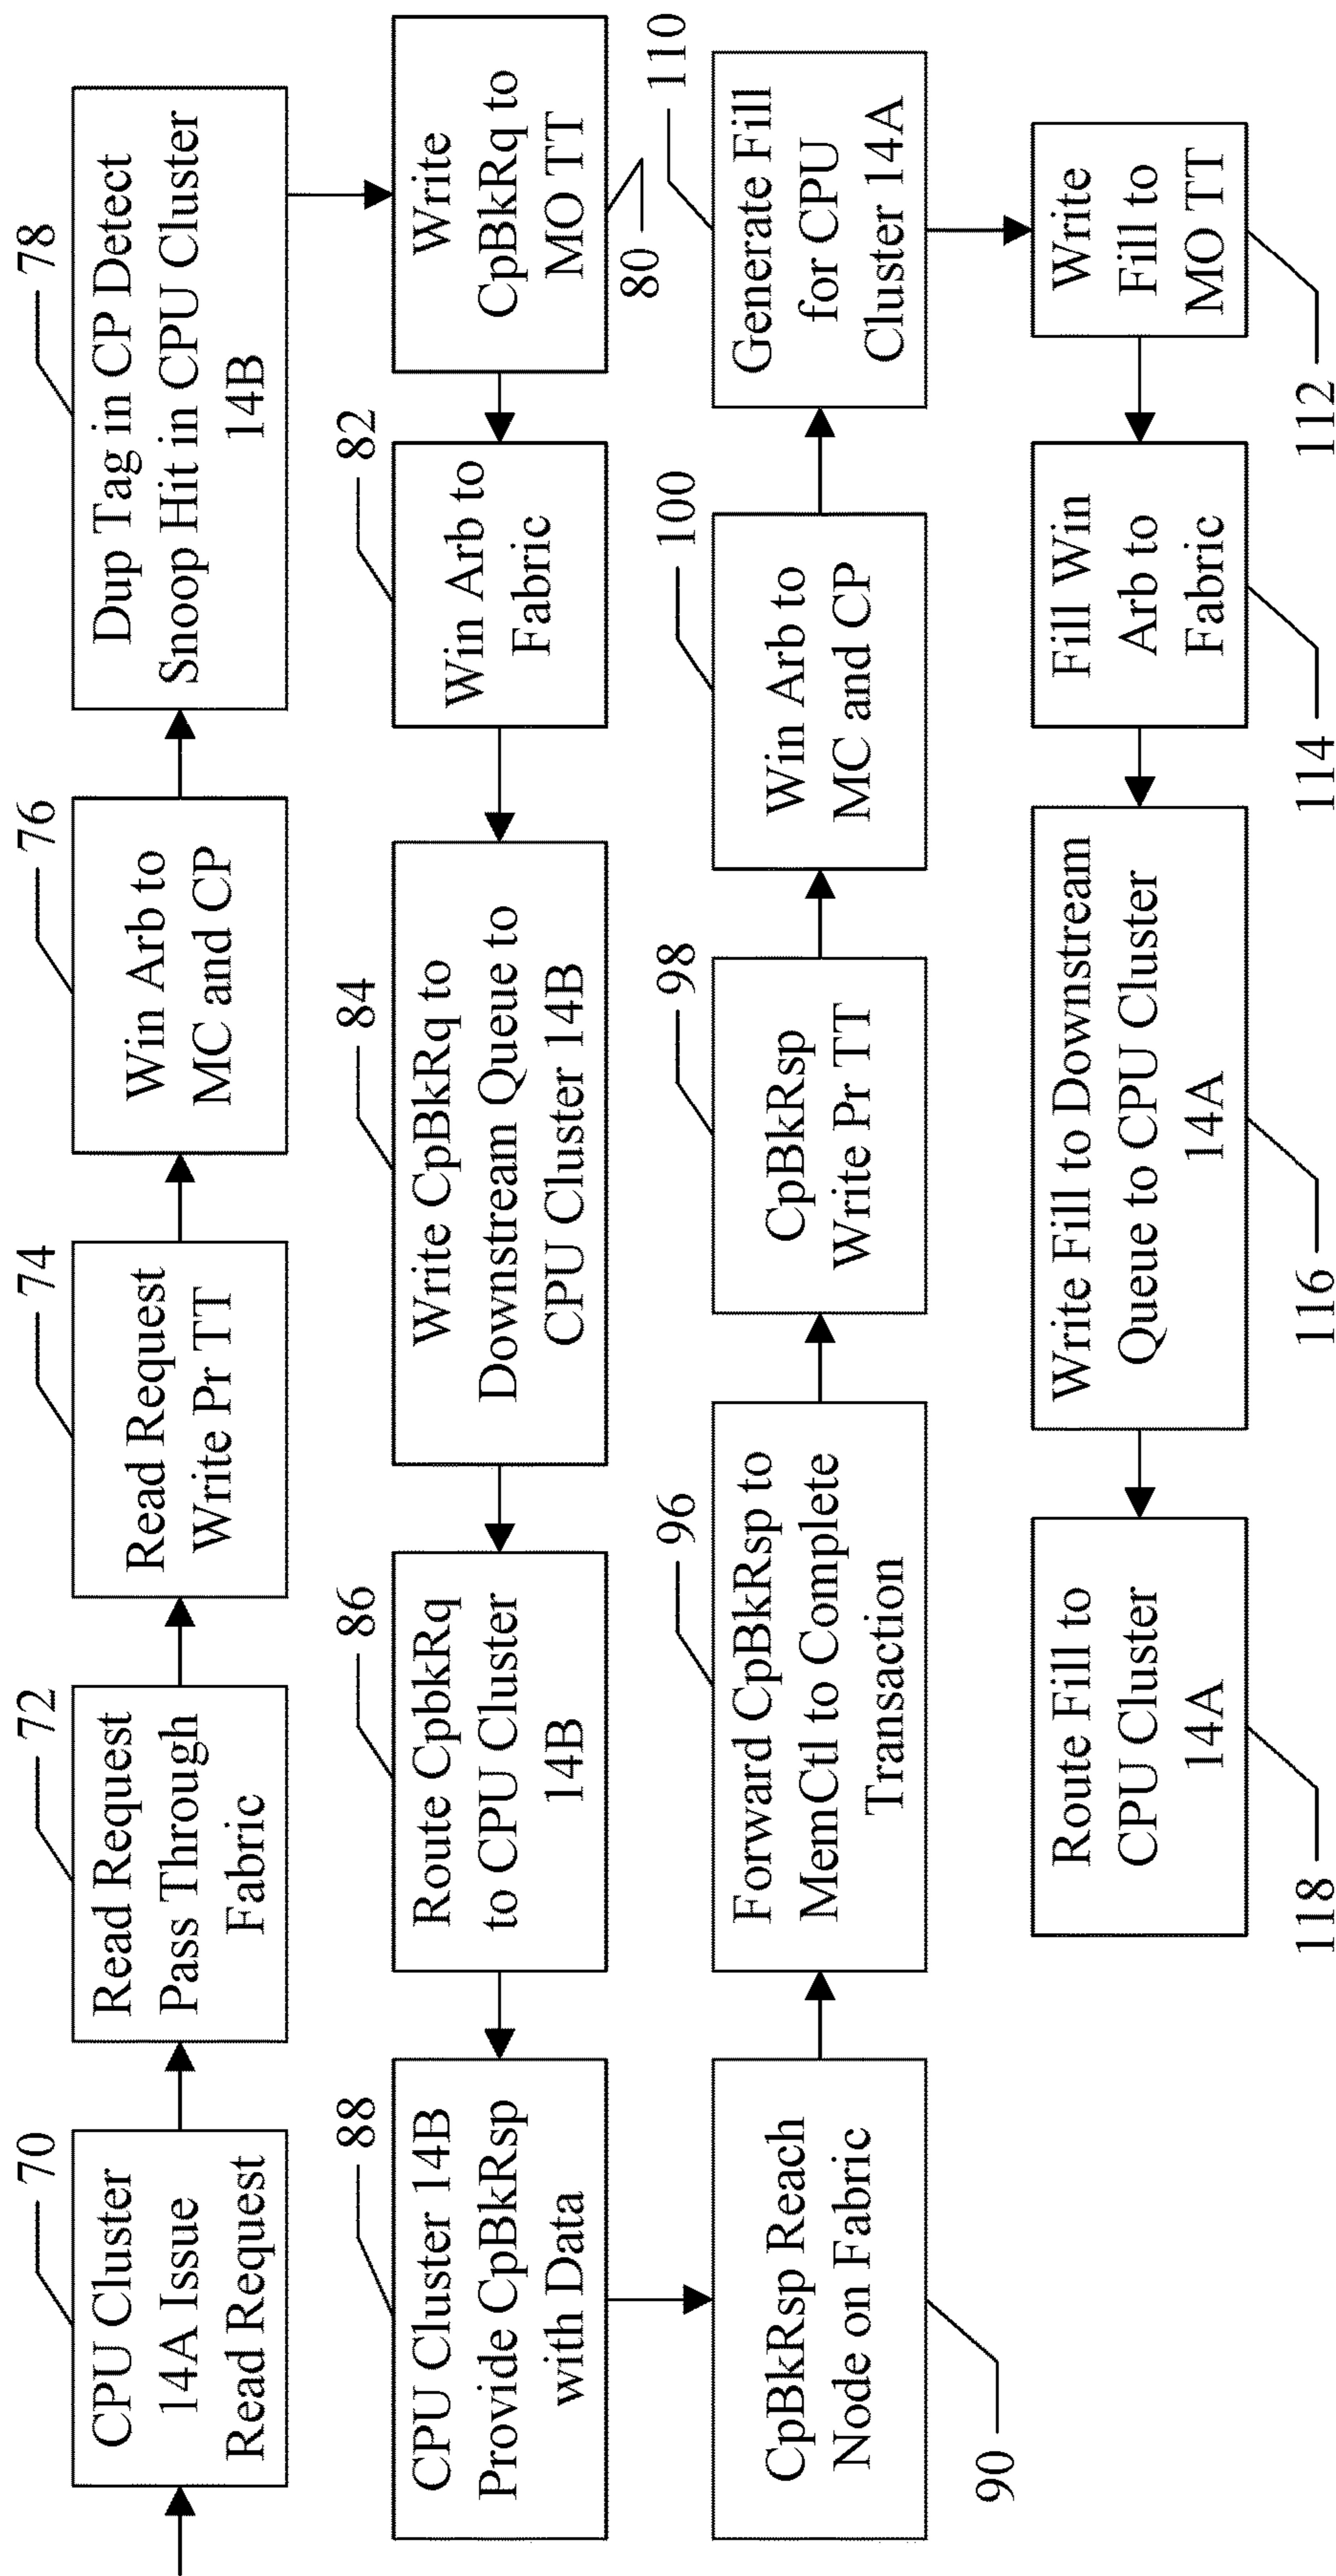 70
CPU Cluster
14A Issue
Read Request
72
Read Request
Pass Through
Fabric
74
Read Request
Write Pr TT
76
Win Arb to
MC and CP
78
Dup Tag in CP Detect
Snoop Hit in CPU Cluster
14B
Write
CpBkRq to
MO TT
80
82
Win Arb to
Fabric
84
Write CpBkRq to
Downstream Queue to
CPU Cluster 14B
86
Route CpbkRq
to CPU Cluster
14B
88
CPU Cluster 14B
Provide CpBkRsp
with Data
CpBkRsp Reach
Node on Fabric
90
96
Forward CpBkRsp to
MemCtl to Complete
Transaction
98
CpBkRsp
Write Pr TT
100
Win Arb to
MC and CP
110
Generate Fill
for CPU
Cluster 14A
Write
Fill to
MO TT
112
Fill Win
Arb to
Fabric
114
Write Fill to Downstream
Queue to CPU Cluster
14A
116
Route Fill to
CPU Cluster
14A
118